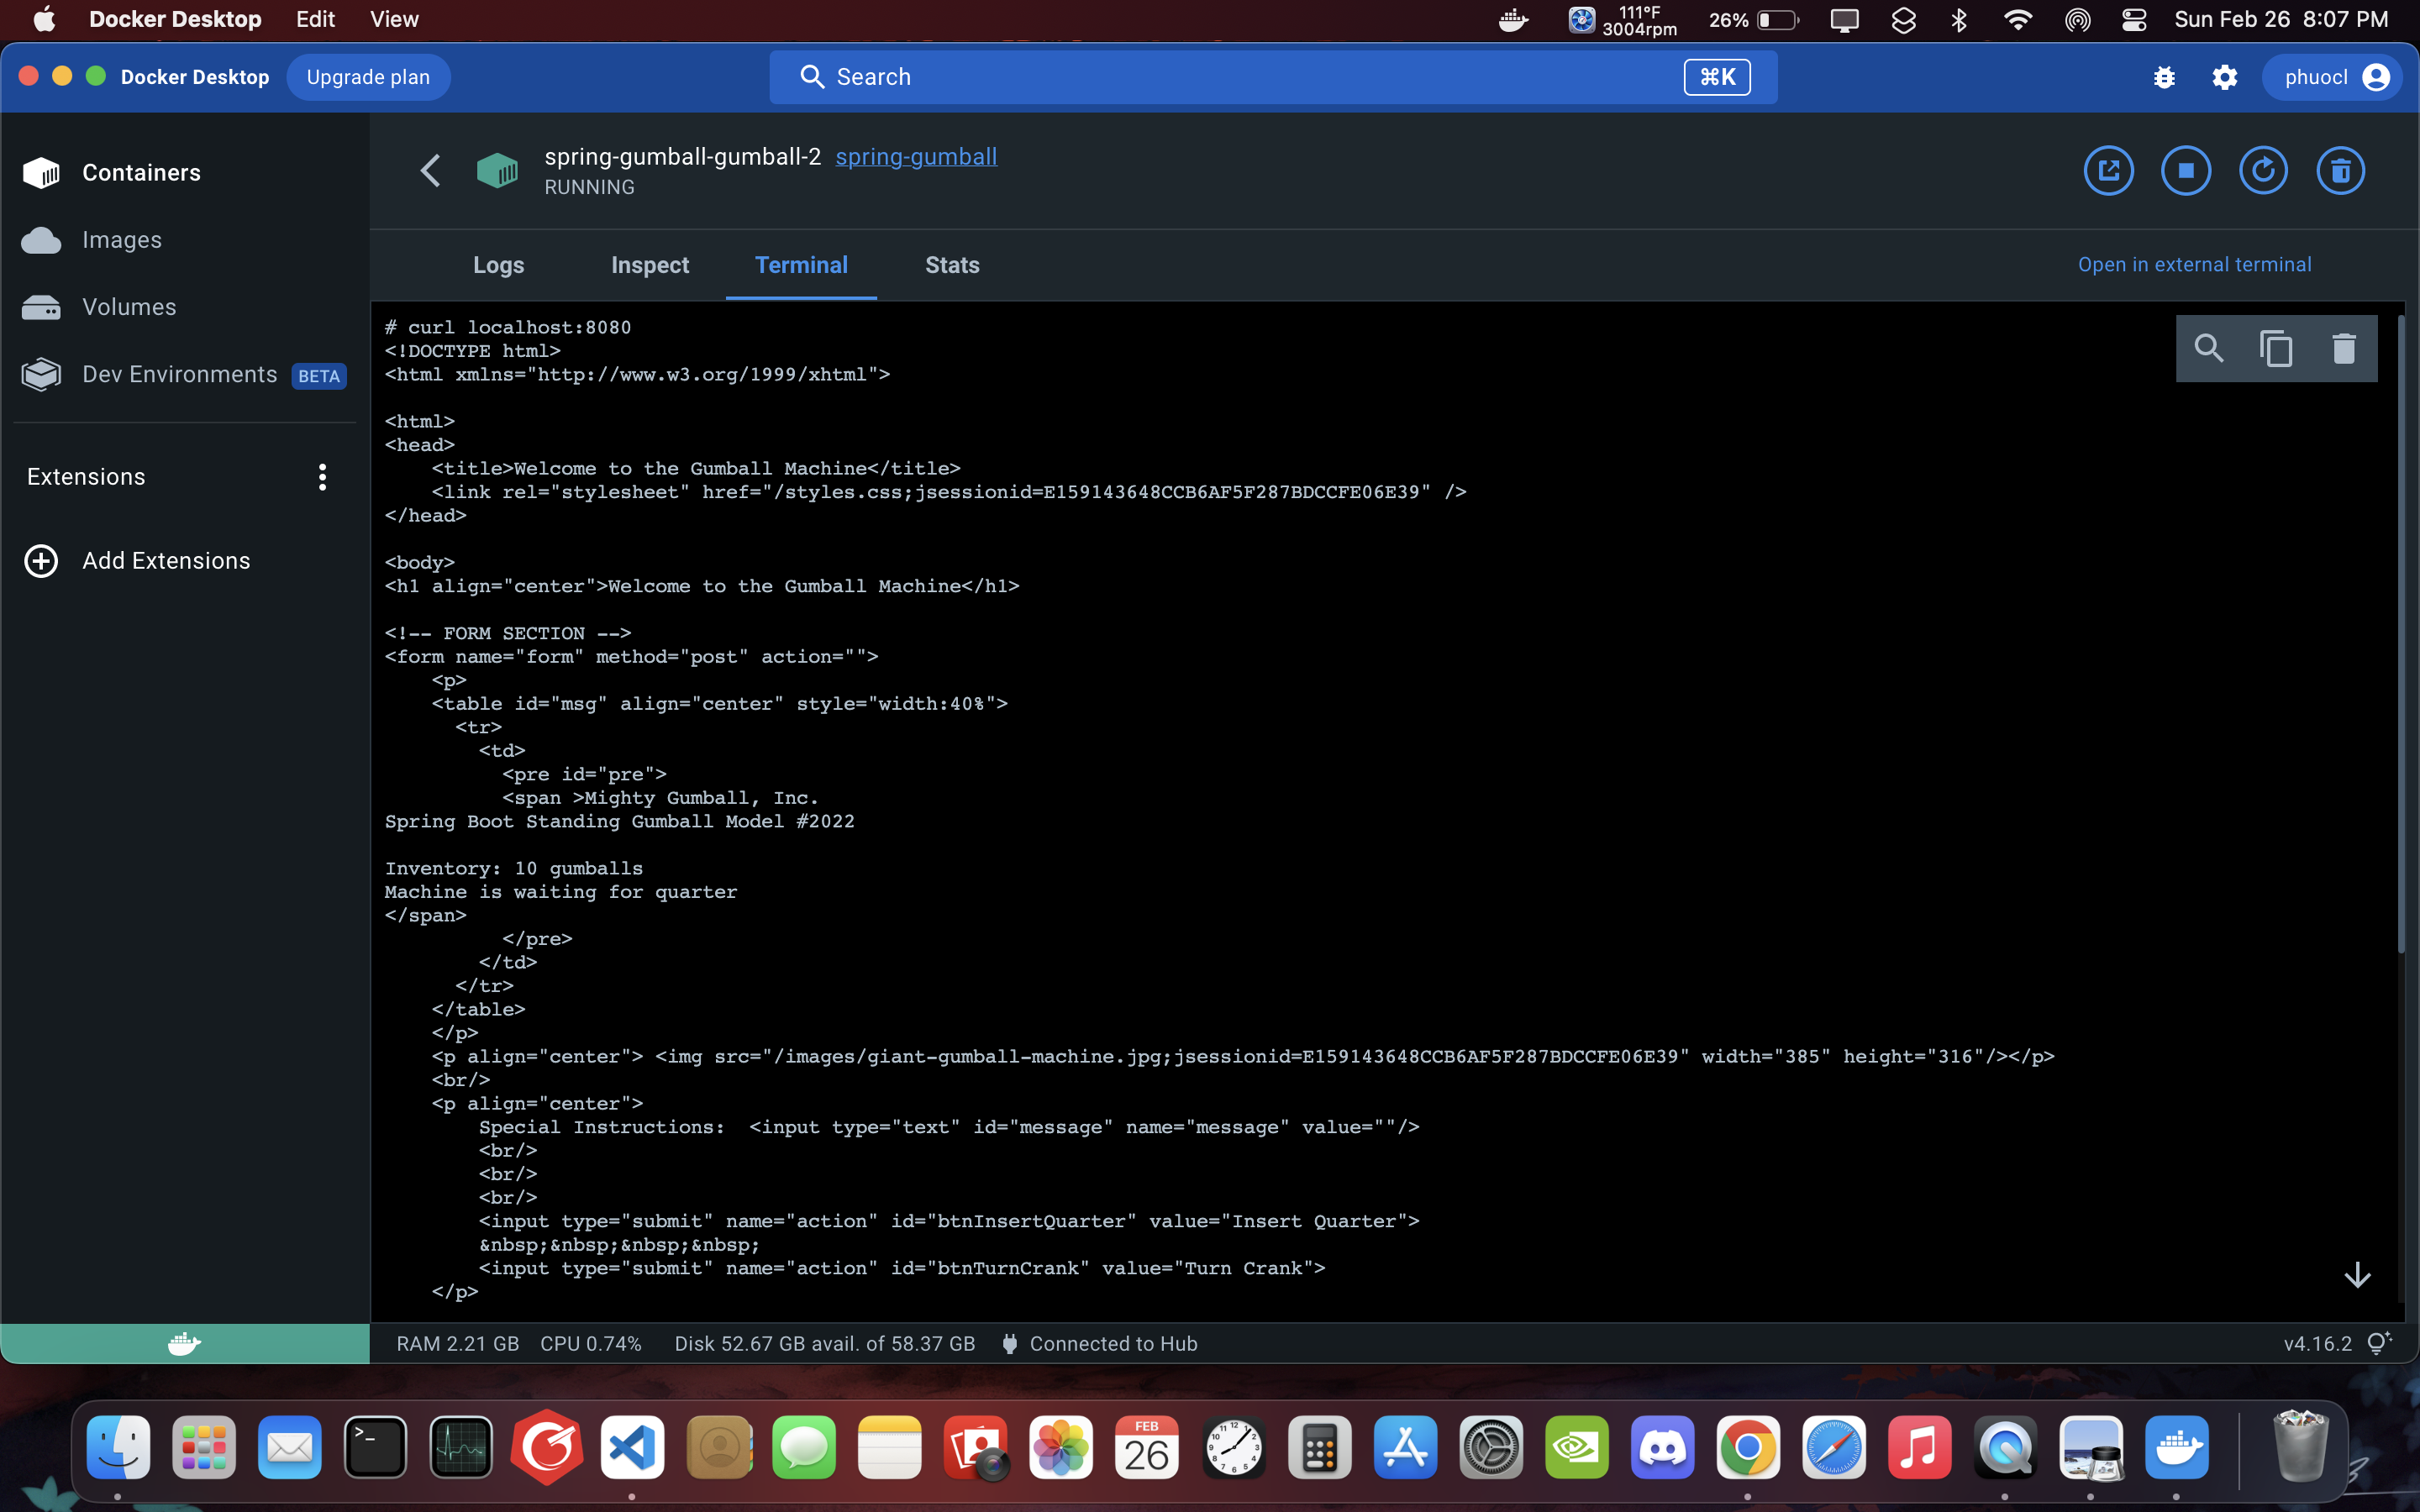 Docker Desktop Edit View 111°F 3004rpm 26% Sun Feb 26 8:07 PM
Docker Desktop Upgrade plan Search ⌘K phuocl
Containers
Images
Volumes
Dev Environments BETA
Extensions
Add Extensions
spring-gumball-gumball-2 spring-gumball
RUNNING
Logs Inspect Terminal Stats Open in external terminal
# curl localhost:8080
<!DOCTYPE html>
<html xmlns="http://www.w3.org/1999/xhtml">
<html>
<head>
<title>Welcome to the Gumball Machine</title>
<link rel="stylesheet" href="/styles.css;jsessionid=E159143648CCB6AF5F287BDCCFE06E39" />
</head>
<body>
<h1 align="center">Welcome to the Gumball Machine</h1>
<!-- FORM SECTION -->
<form name="form" method="post" action="">
<p>
<table id="msg" align="center" style="width:40%">
<tr>
<td>
<pre id="pre">
<span >Mighty Gumball, Inc.
Spring Boot Standing Gumball Model #2022
Inventory: 10 gumballs
Machine is waiting for quarter
</span>
</pre>
</td>
</tr>
</table>
</p>
<p align="center"> <img src="/images/giant-gumball-machine.jpg;jsessionid=E159143648CCB6AF5F287BDCCFE06E39" width="385" height="316"/></p>
<br/>
<p align="center">
Special Instructions:  <input type="text" id="message" name="message" value=""/>
<br/>
<br/>
<br/>
<input type="submit" name="action" id="btnInsertQuarter" value="Insert Quarter">
&nbsp;&nbsp;&nbsp;&nbsp;
<input type="submit" name="action" id="btnTurnCrank" value="Turn Crank">
</p>
RAM 2.21 GB CPU 0.74% Disk 52.67 GB avail. of 58.37 GB Connected to Hub v4.16.2
FEB
26